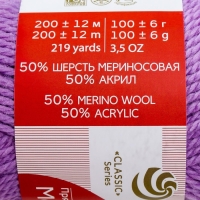 200 ± 12 м 100 ± 6 г
200 ± 12 m 100 ± 6 g
219 yards 3,5 OZ
50% ШЕРСТЬ МЕРИНОСОВАЯ
50% АКРИЛ
50% MERINO WOOL
50% ACRYLIC
«CLASSIC»
Series